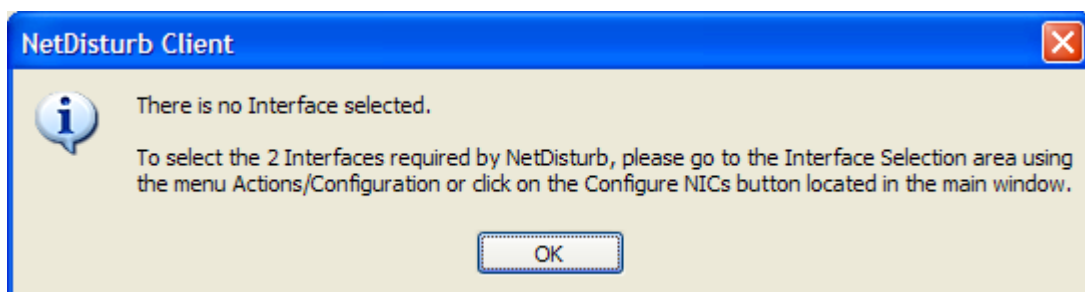 NetDisturb Client
There is no Interface selected.
To select the 2 Interfaces required by NetDisturb, please go to the Interface Selection area using
the menu Actions/Configuration or click on the Configure NICs button located in the main window.
OK